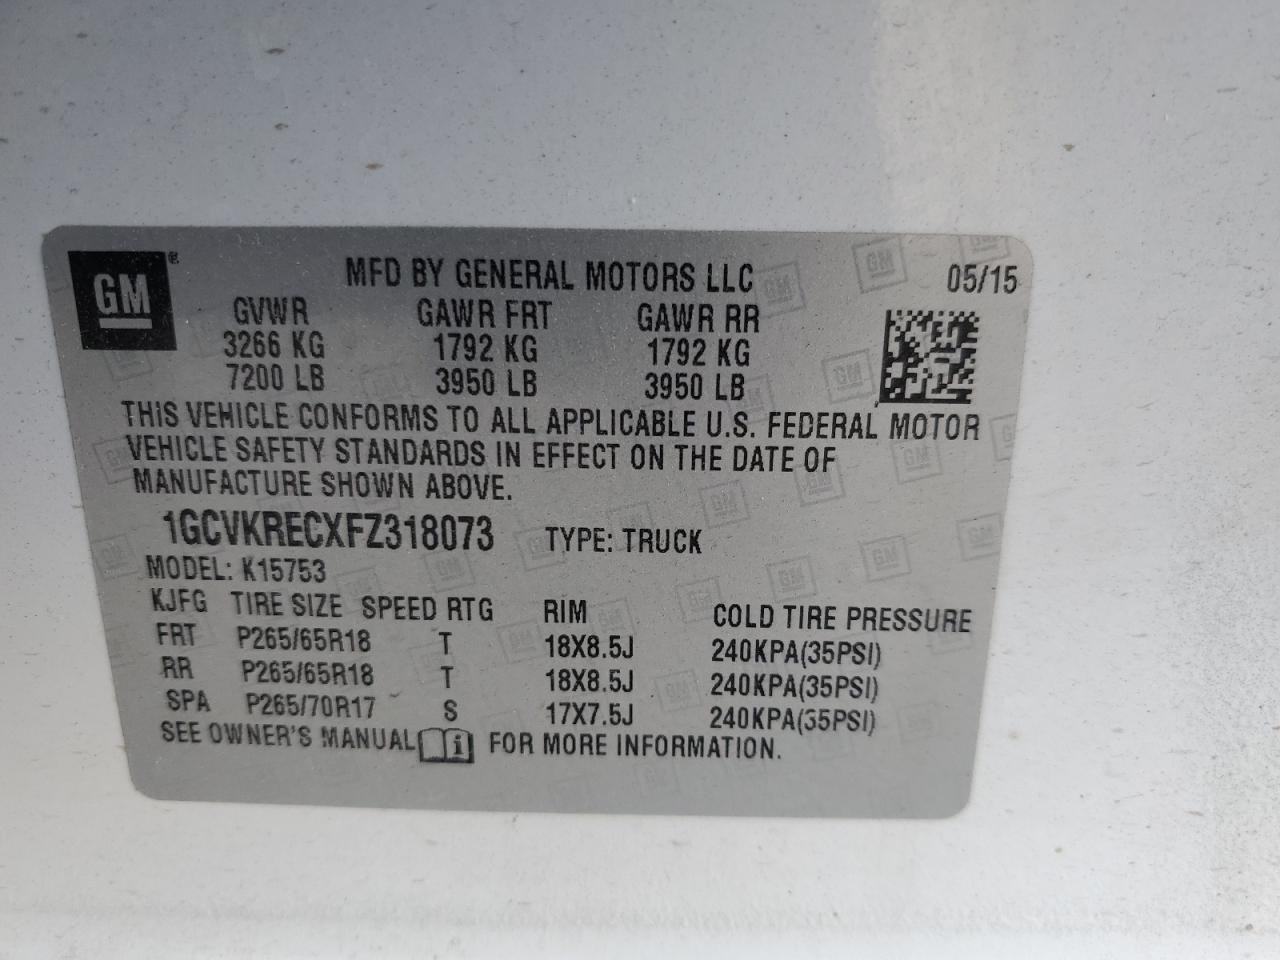 GM®
MFD BY GENERAL MOTORS LLC 05/15
GVWR GAWR FRT GAWR RR
3266 KG 1792 KG 1792 KG
7200 LB 3950 LB 3950 LB
THIS VEHICLE CONFORMS TO ALL APPLICABLE U.S. FEDERAL MOTOR
VEHICLE SAFETY STANDARDS IN EFFECT ON THE DATE OF
MANUFACTURE SHOWN ABOVE.
1GCVKRECXFZ318073 TYPE: TRUCK
MODEL: K15753
KJFG TIRE SIZE SPEED RTG RIM COLD TIRE PRESSURE
FRT P265/65R18 T 18X8.5J 240KPA(35PSI)
RR P265/65R18 T 18X8.5J 240KPA(35PSI)
SPA P265/70R17 S 17X7.5J 240KPA(35PSI)
SEE OWNER'S MANUAL i FOR MORE INFORMATION.